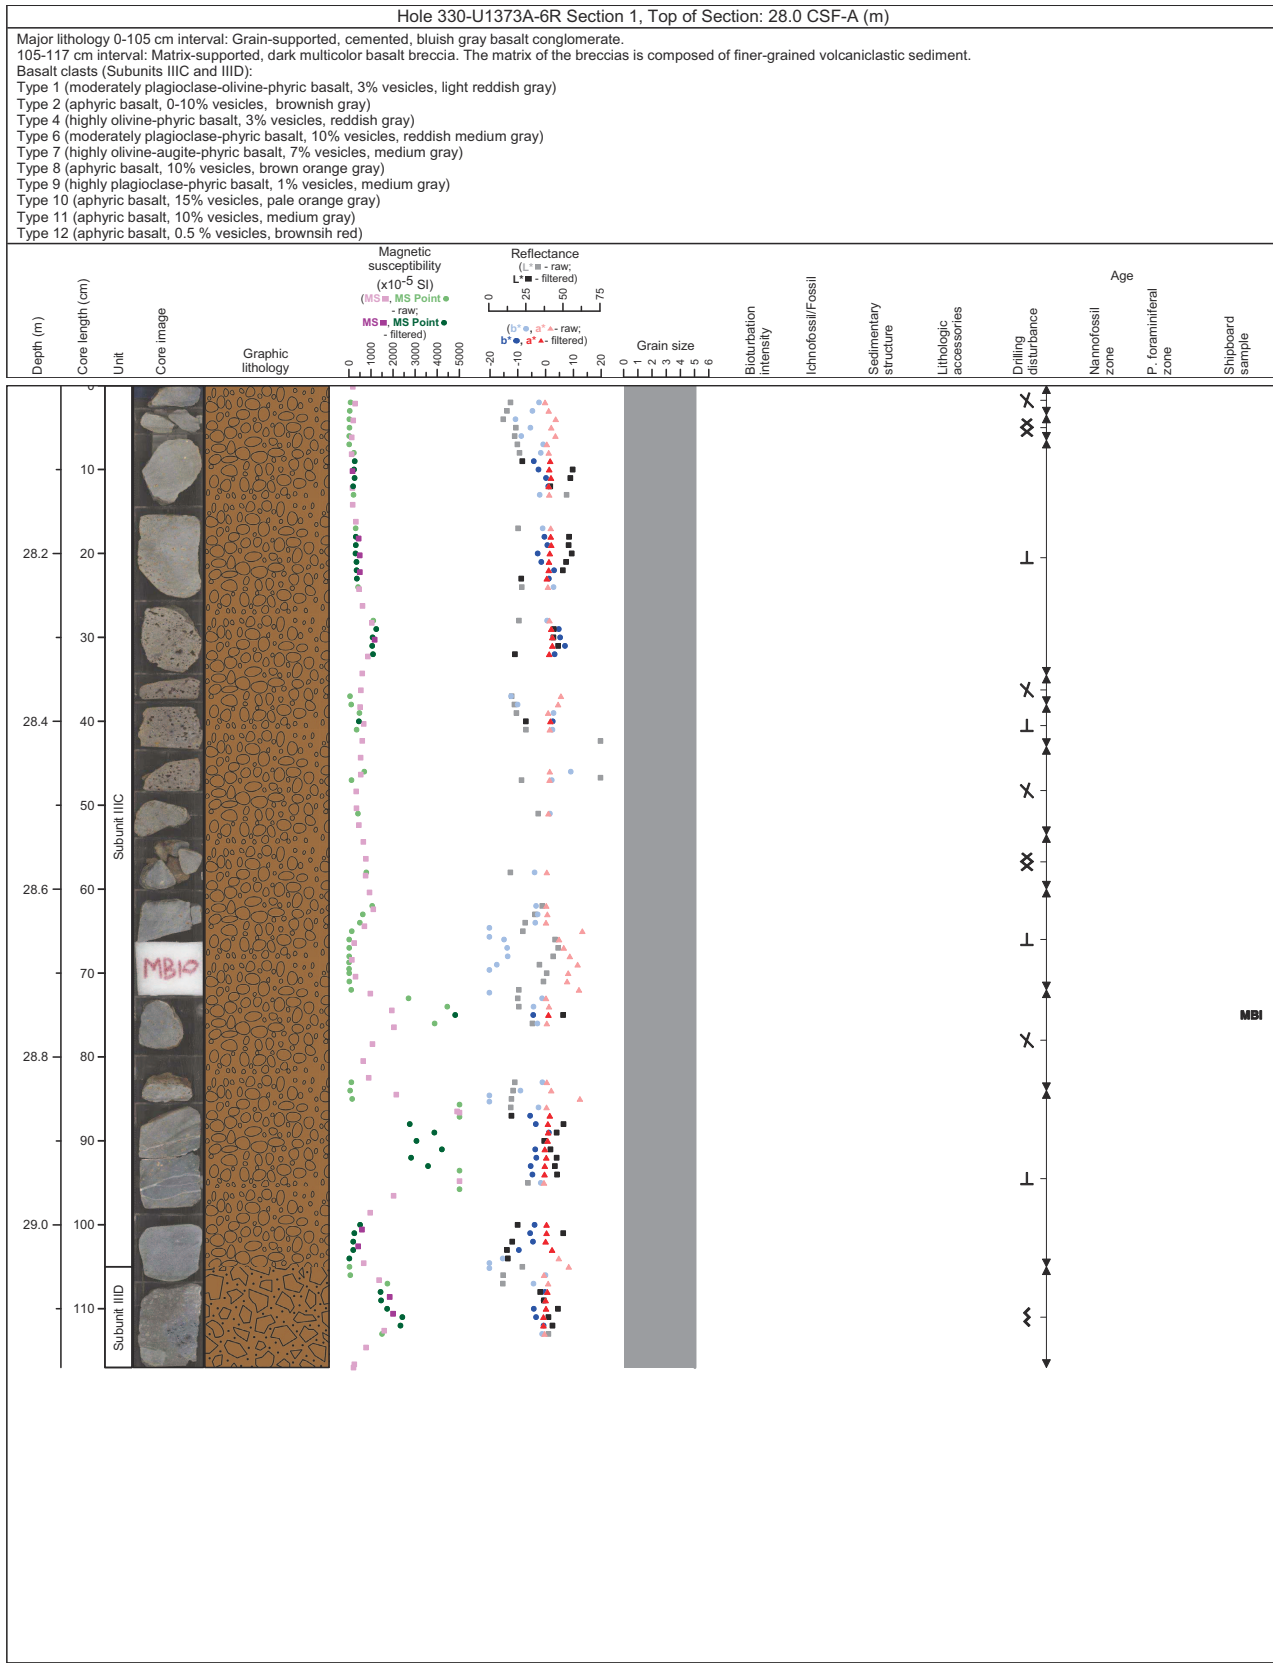 Hole 330-U1373A-6R Section 1, Top of Section: 28.0 CSF-A (m)
Major lithology 0-105 cm interval: Grain-supported, cemented, bluish gray basalt conglomerate.
105-117 cm interval: Matrix-supported, dark multicolor basalt breccia. The matrix of the breccias is composed of finer-grained volcaniclastic sediment.
Basalt clasts (Subunits IIIC and IIID):
Type 1 (moderately plagioclase-olivine-phyric basalt, 3% vesicles, light reddish gray)
Type 2 (aphyric basalt, 0-10% vesicles, brownish gray)
Type 4 (highly olivine-phyric basalt, 3% vesicles, reddish gray)
Type 6 (moderately plagioclase-phyric basalt, 10% vesicles, reddish medium gray)
Type 7 (highly olivine-augite-phyric basalt, 7% vesicles, medium gray)
Type 8 (aphyric basalt, 10% vesicles, brown orange gray)
Type 9 (highly plagioclase-phyric basalt, 1% vesicles, medium gray)
Type 10 (aphyric basalt, 15% vesicles, pale orange gray)
Type 11 (aphyric basalt, 10% vesicles, medium gray)
Type 12 (aphyric basalt, 0.5 % vesicles, brownsih red)
Depth (m)
Core length (cm)
Unit
Core image
Graphic
lithology
Magnetic
susceptibility
(x10-5 SI)
(MS, MS Point
- raw;
MS, MS Point
- filtered)
0 1000 2000 3000 4000 5000
Reflectance
(L* - raw;
L* - filtered)
0 25 50 75
(b*, a* - raw;
b*, a* - filtered)
-20 -10 0 10 20
Grain size
0 1 2 3 4 5 6
Bioturbation
intensity
Ichnofossil/Fossil
Sedimentary
structure
Lithologic
accessories
Drilling
disturbance
Age
Nannofossil
zone
P. foraminiferal
zone
Shipboard
sample
0
10
28.2
20
30
28.4
40
50
28.6
60
70
28.8
80
90
29.0
100
110
Subunit IIIC
Subunit IIID
MB10
MBI